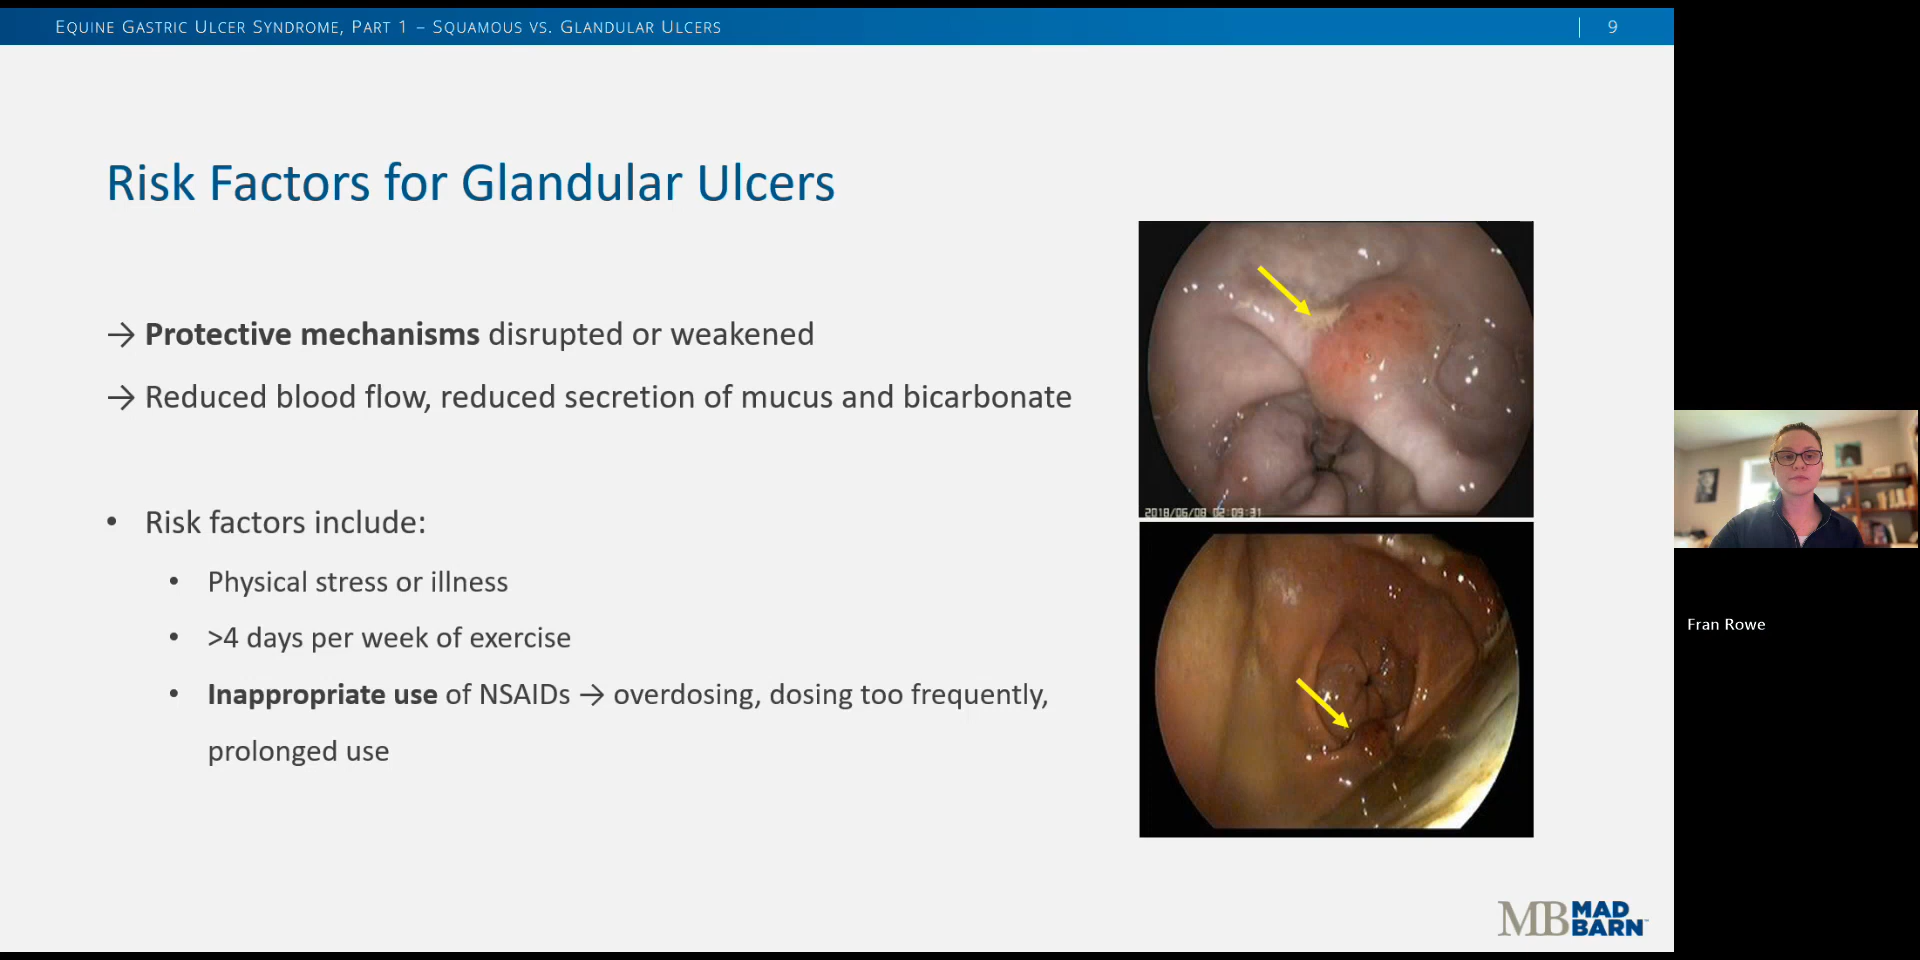 EQUINE GASTRIC ULCER SYNDROME, PART 1 – SQUAMOUS VS. GLANDULAR ULCERS | 9
Risk Factors for Glandular Ulcers
→ Protective mechanisms disrupted or weakened
→ Reduced blood flow, reduced secretion of mucus and bicarbonate
• Risk factors include:
• Physical stress or illness
• >4 days per week of exercise
• Inappropriate use of NSAIDs → overdosing, dosing too frequently,
prolonged use
2018/06/08 02:09:31
MB MAD
BARN™
Fran Rowe